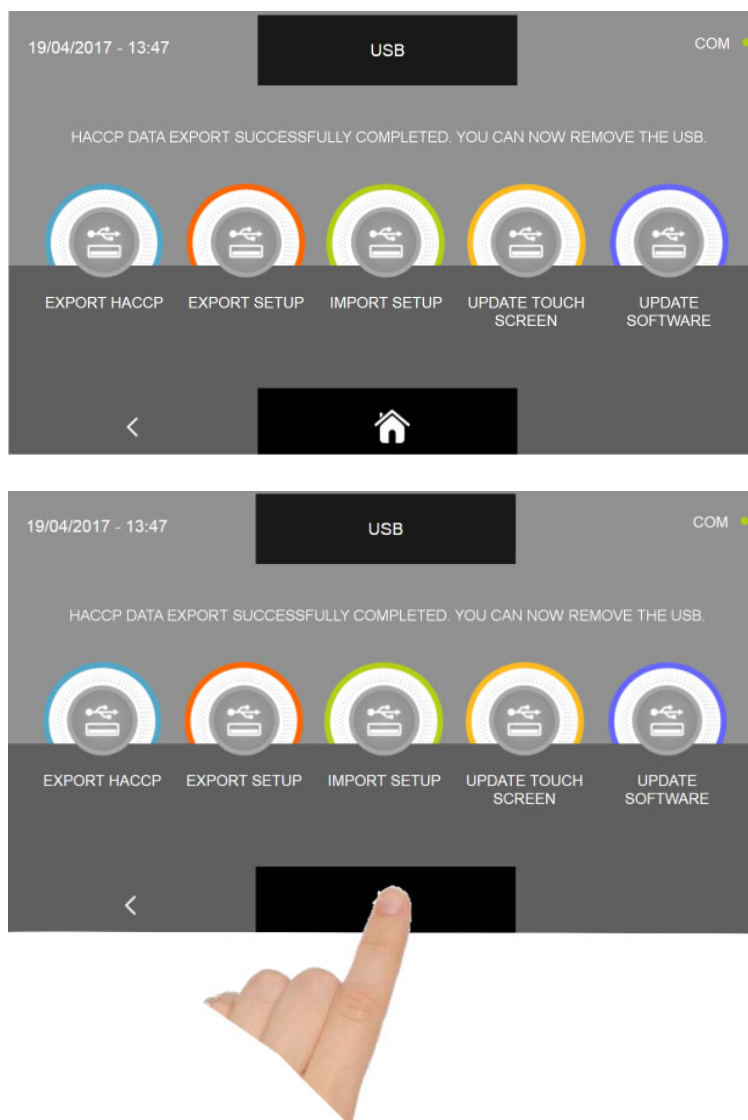 19/04/2017 - 13:47
USB
COM
HACCP DATA EXPORT SUCCESSFULLY COMPLETED. YOU CAN NOW REMOVE THE USB.
EXPORT HACCP
EXPORT SETUP
IMPORT SETUP
UPDATE TOUCH
SCREEN
UPDATE
SOFTWARE
19/04/2017 - 13:47
USB
COM
HACCP DATA EXPORT SUCCESSFULLY COMPLETED. YOU CAN NOW REMOVE THE USB.
EXPORT HACCP
EXPORT SETUP
IMPORT SETUP
UPDATE TOUCH
SCREEN
UPDATE
SOFTWARE